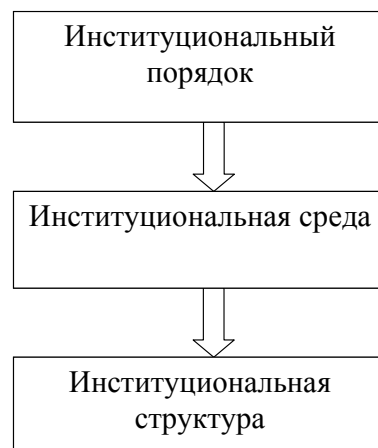 Институциональный
порядок
Институциональная среда
Институциональная
структура